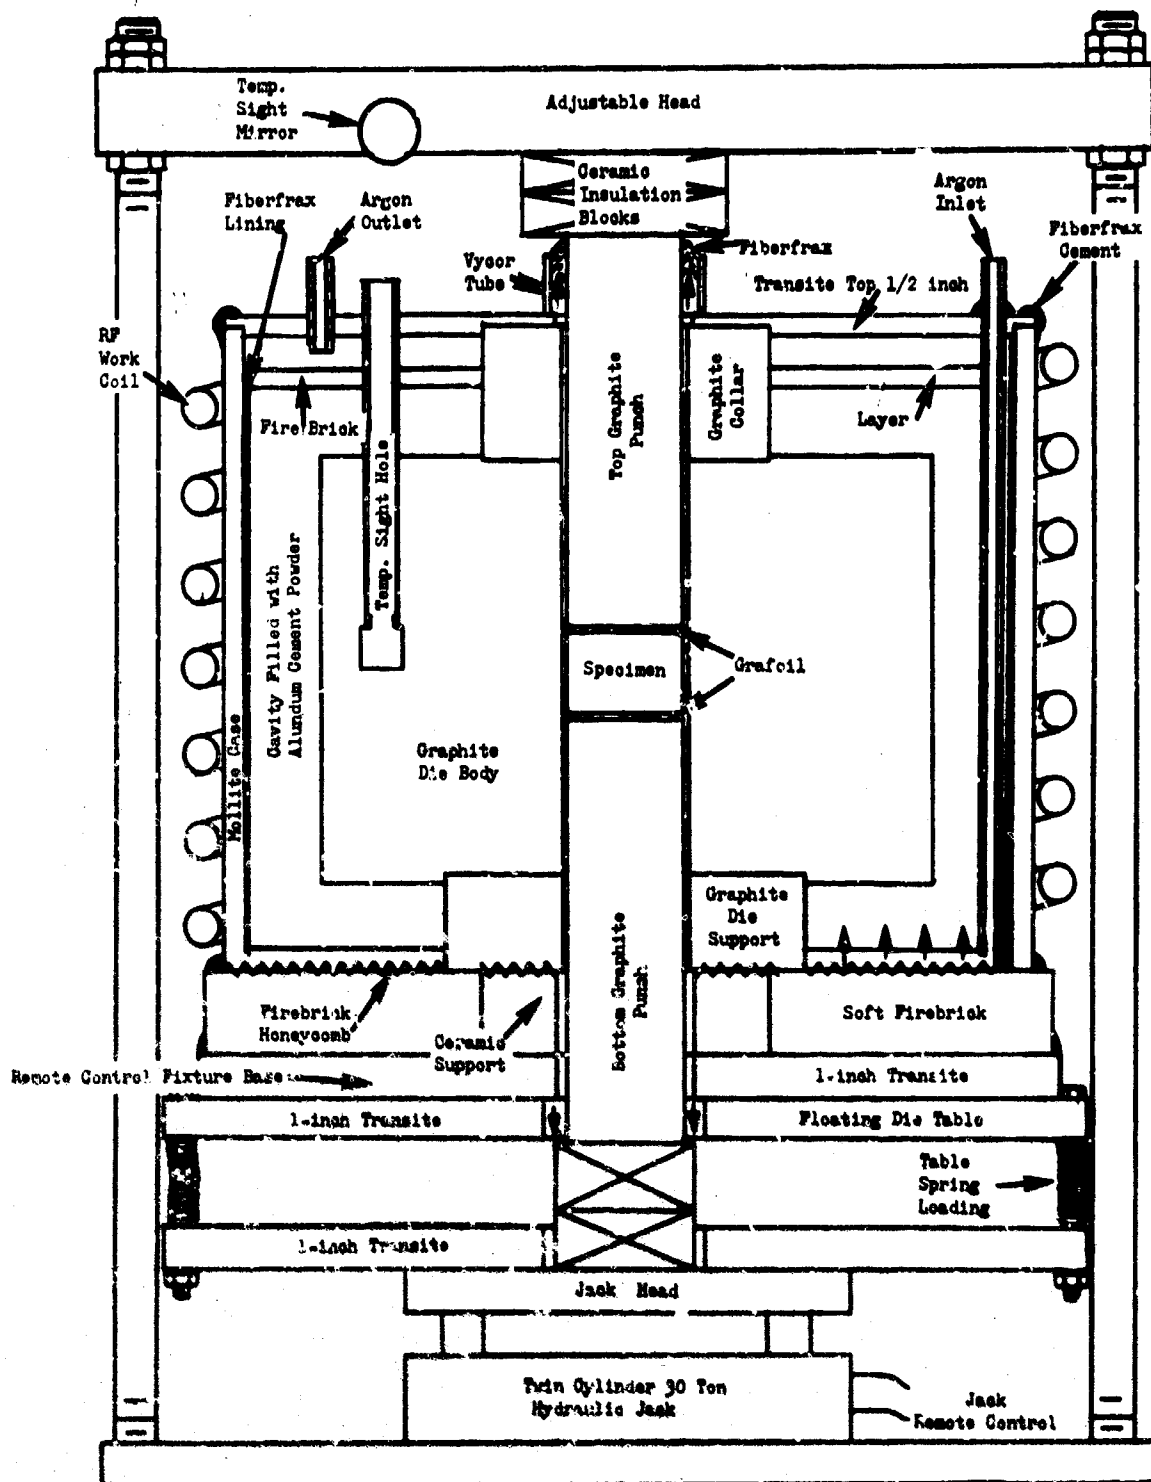 Temp.
Sight
Mirror
Adjustable Head
Ceramic
Insulation
Blocks
Fiberfrax
Lining
Argon
Outlet
Argon
Inlet
Fiberfrax
Cement
Vycor
Tube
Fiberfrax
Transite Top 1/2 inch
RF
Work
Coil
Fire Brick
Layer
Top Graphite
Punch
Graphite
Collar
Temp. Sight Hole
Cavity Filled with
Alundum Cement Powder
Mollite Case
Specimen
Grafoil
Graphite
Die Body
Graphite
Die
Support
Bottom Graphite
Punch
Firebrick
Honeycomb
Ceramic
Support
Soft Firebrick
Remote Control Fixture Base
1-inch Transite
1-inch Transite
Floating Die Table
Table
Spring
Loading
1-inch Transite
Jack Head
Twin Cylinder 30 Ton
Hydraulic Jack
Jack
Remote Control